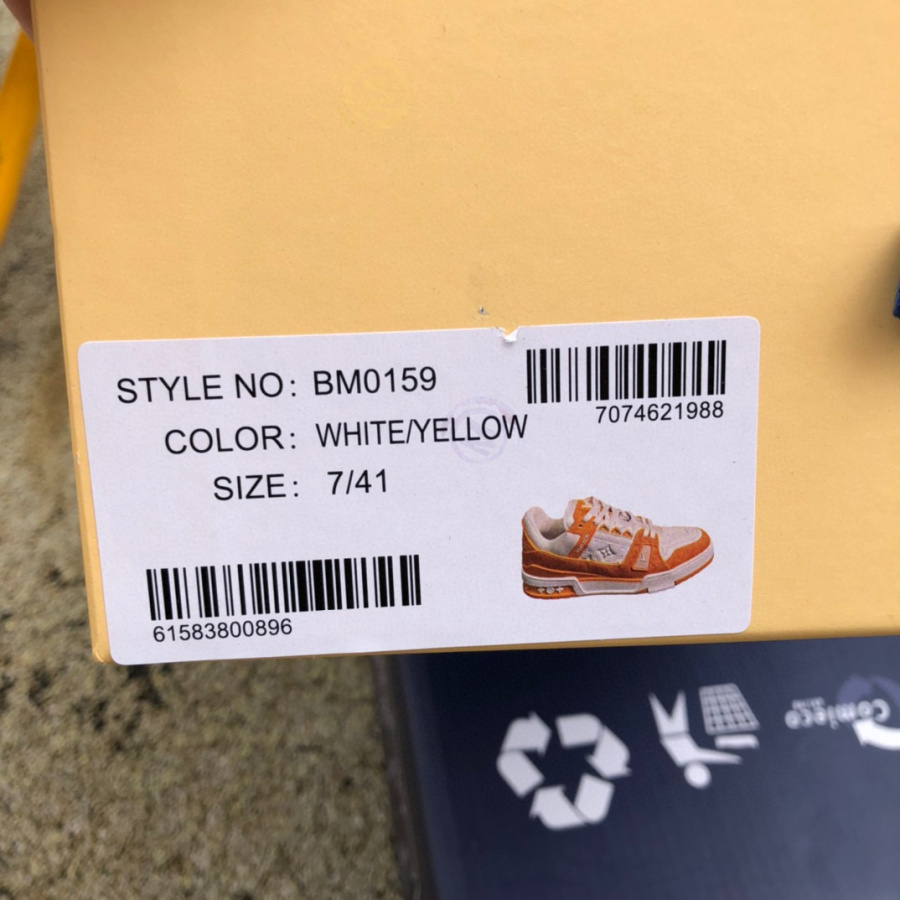 STYLE NO: BM0159
COLOR: WHITE/YELLOW
SIZE: 7/41
7074621988
61583800896
Comieco